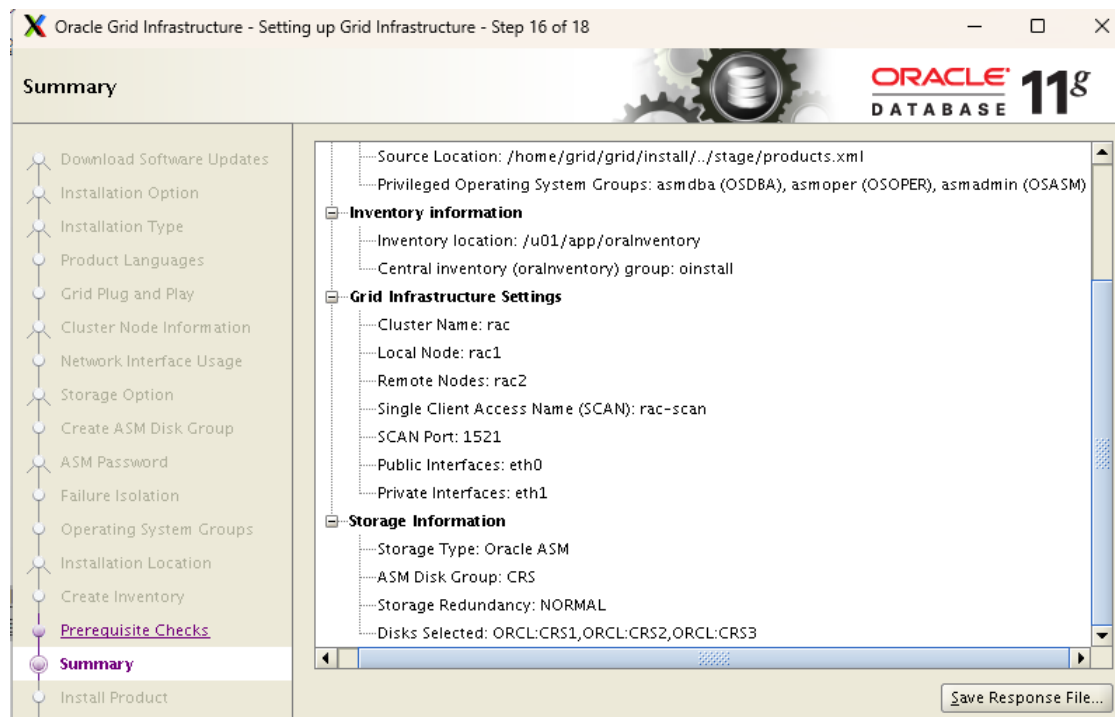 Oracle Grid Infrastructure - Setting up Grid Infrastructure - Step 16 of 18
Summary
ORACLE
DATABASE
11g
Download Software Updates
Installation Option
Installation Type
Product Languages
Grid Plug and Play
Cluster Node Information
Network Interface Usage
Storage Option
Create ASM Disk Group
ASM Password
Failure Isolation
Operating System Groups
Installation Location
Create Inventory
Prerequisite Checks
Summary
Install Product
Source Location: /home/grid/grid/install/../stage/products.xml
Privileged Operating System Groups: asmdba (OSDBA), asmoper (OSOPER), asmadmin (OSASM)
Inventory information
Inventory location: /u01/app/oraInventory
Central inventory (oraInventory) group: oinstall
Grid Infrastructure Settings
Cluster Name: rac
Local Node: rac1
Remote Nodes: rac2
Single Client Access Name (SCAN): rac-scan
SCAN Port: 1521
Public Interfaces: eth0
Private Interfaces: eth1
Storage Information
Storage Type: Oracle ASM
ASM Disk Group: CRS
Storage Redundancy: NORMAL
Disks Selected: ORCL:CRS1,ORCL:CRS2,ORCL:CRS3
Save Response File...